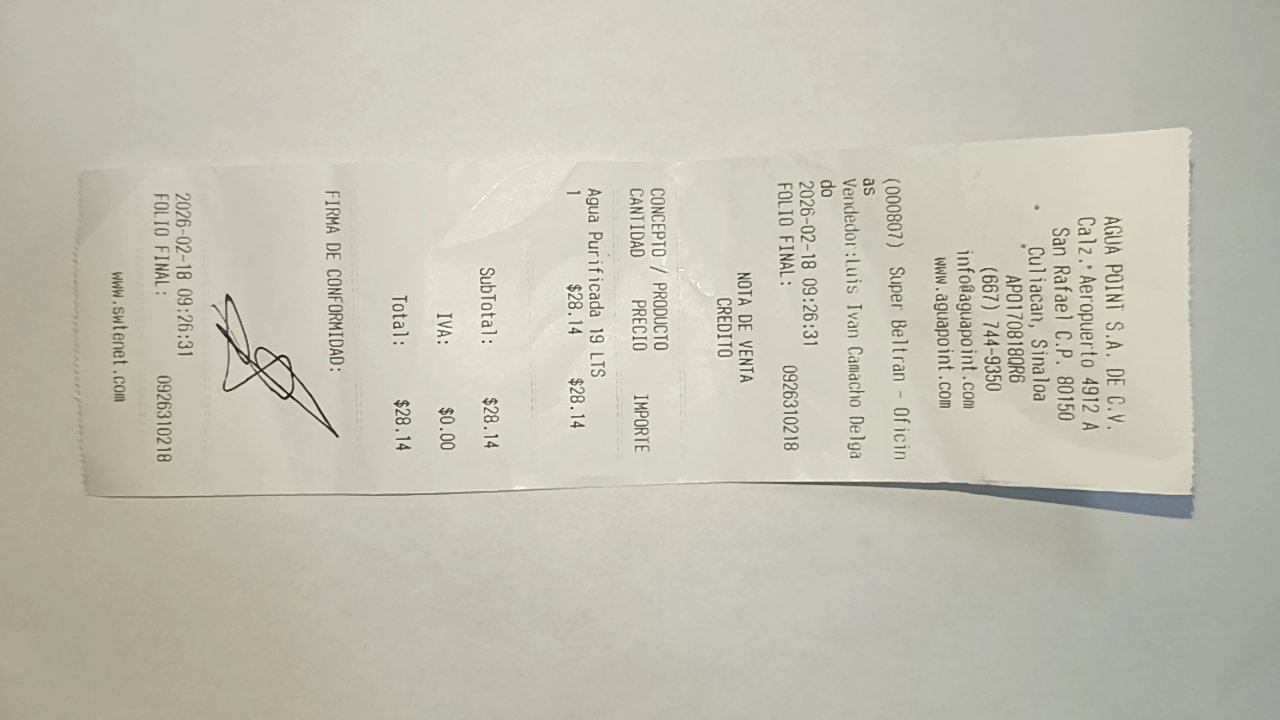 AGUA POINT S.A. DE C.V.
Calz. Aeropuerto 4912 A
San Rafael C.P. 80150
Culiacan, Sinaloa
APO170818QR6
(667) 744-9350
info@aguapoint.com
www.aguapoint.com
(000807) Super Beltran - Oficin
as
Vendedor:Luis Ivan Camacho Delga
do
2026-02-18 09:26:31
FOLIO FINAL: 0926310218
NOTA DE VENTA
CREDITO
CONCEPTO / PRODUCTO
CANTIDAD PRECIO IMPORTE
Agua Purificada 19 LTS
1 $28.14 $28.14
SubTotal: $28.14
IVA: $0.00
Total: $28.14
FIRMA DE CONFORMIDAD:
2026-02-18 09:26:31
FOLIO FINAL: 0926310218
www.swtenet.com